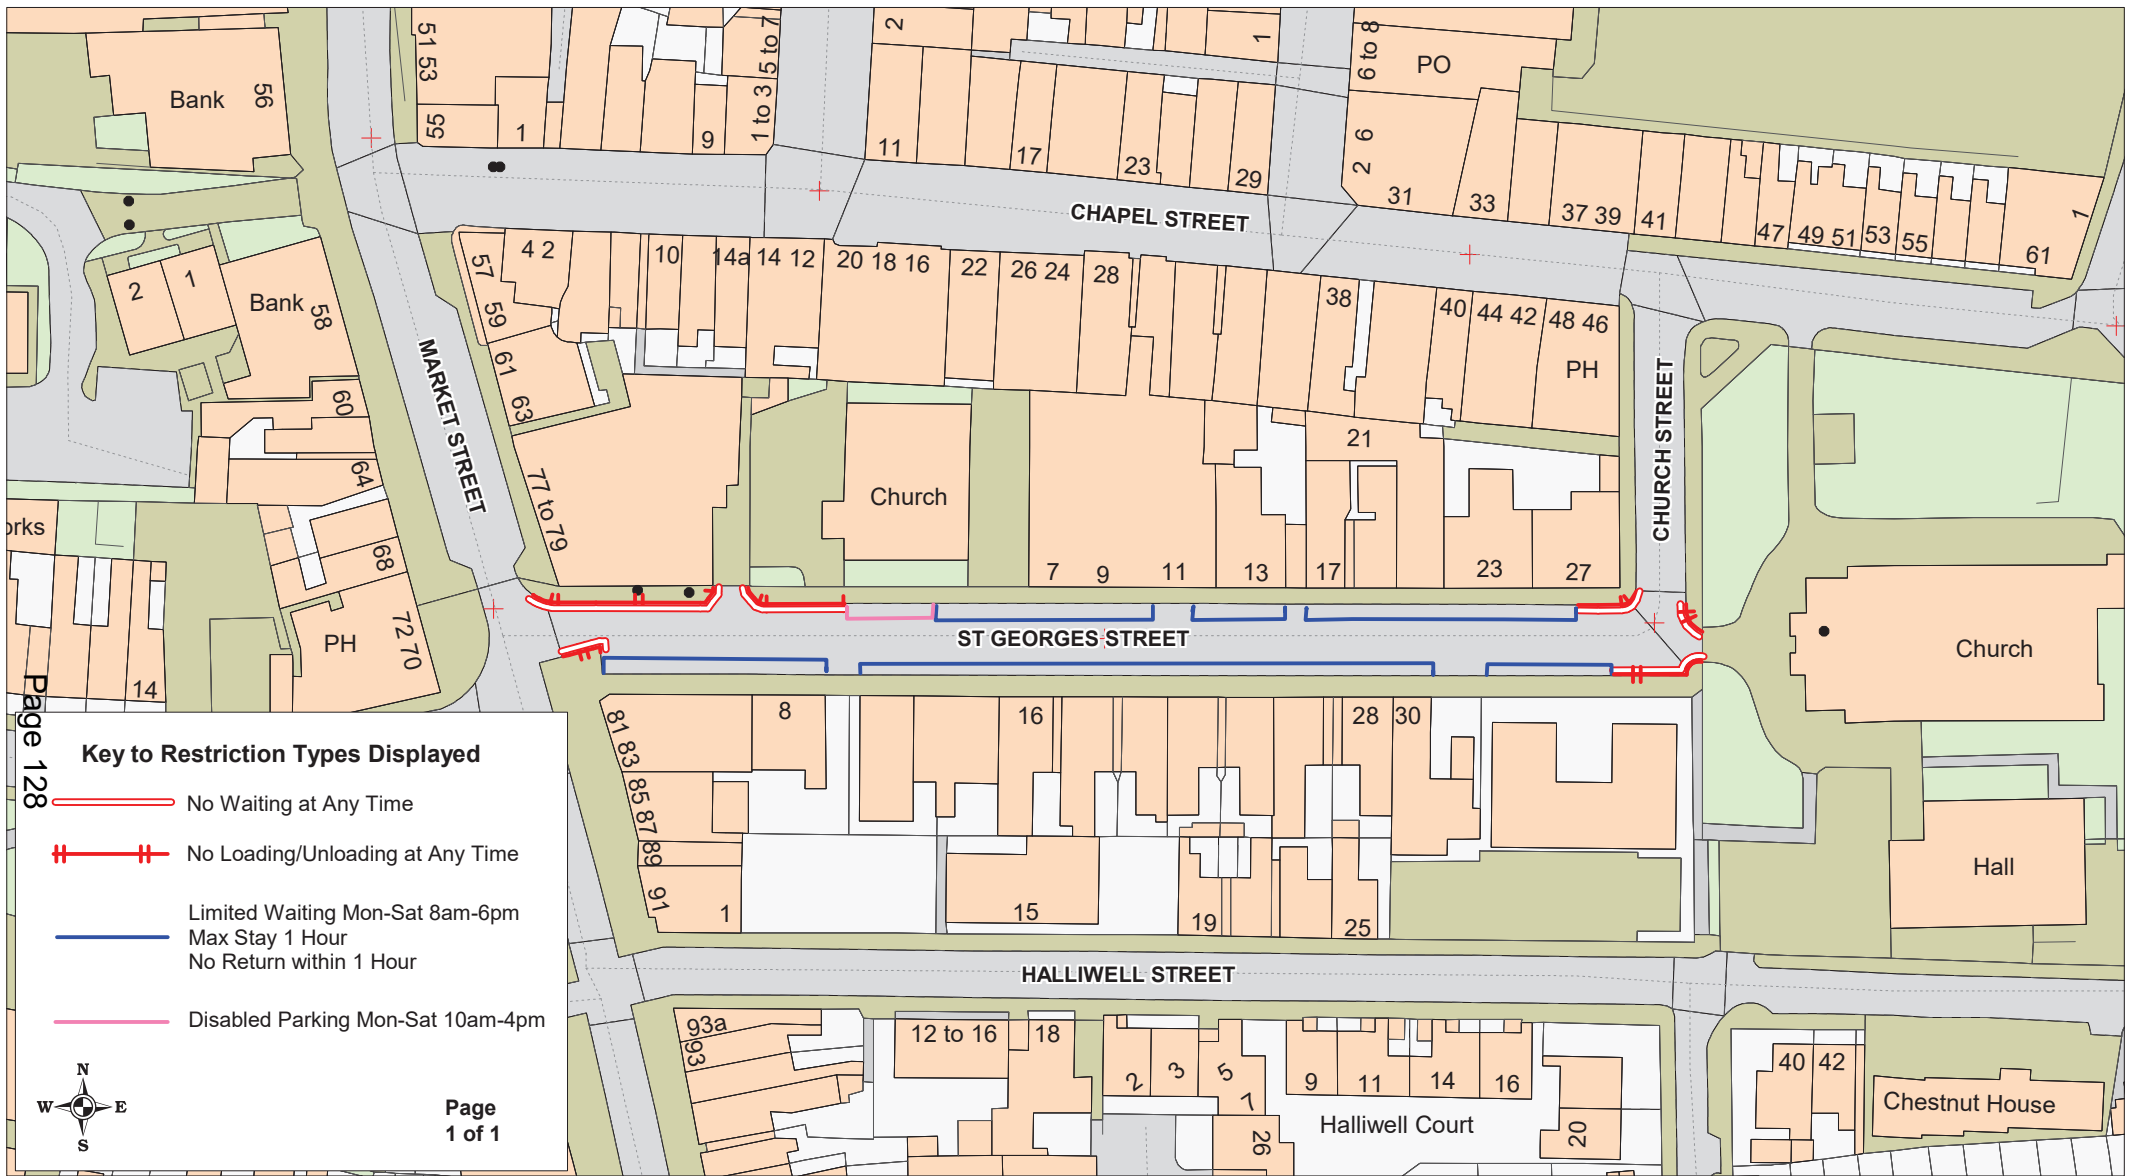 Bank
56
51 53
55
1
9
1 to 3
5 to 7
2
11
17
23
29
1
6 to 8
PO
2 6
31
33
37 39
41
47
49 51
53
55
61
1
CHAPEL STREET
2
1
Bank
58
57
59
61
63
4 2
10
14a
14 12
20 18 16
22
26 24
28
38
40
44 42
48 46
PH
MARKET STREET
CHURCH STREET
60
64
68
72 70
PH
77 to 79
Church
21
7
9
11
13
17
23
27
orks
14
ST GEORGES STREET
Church
81 83
85 87
89
91
8
16
28
30
1
15
19
25
Hall
HALLIWELL STREET
93a
93
12 to 16
18
2
3
5
7
26
9
11
14
16
20
Halliwell Court
40
42
Chestnut House
Page 128
Key to Restriction Types Displayed
No Waiting at Any Time
No Loading/Unloading at Any Time
Limited Waiting Mon-Sat 8am-6pm
Max Stay 1 Hour
No Return within 1 Hour
Disabled Parking Mon-Sat 10am-4pm
N
W E
S
Page
1 of 1